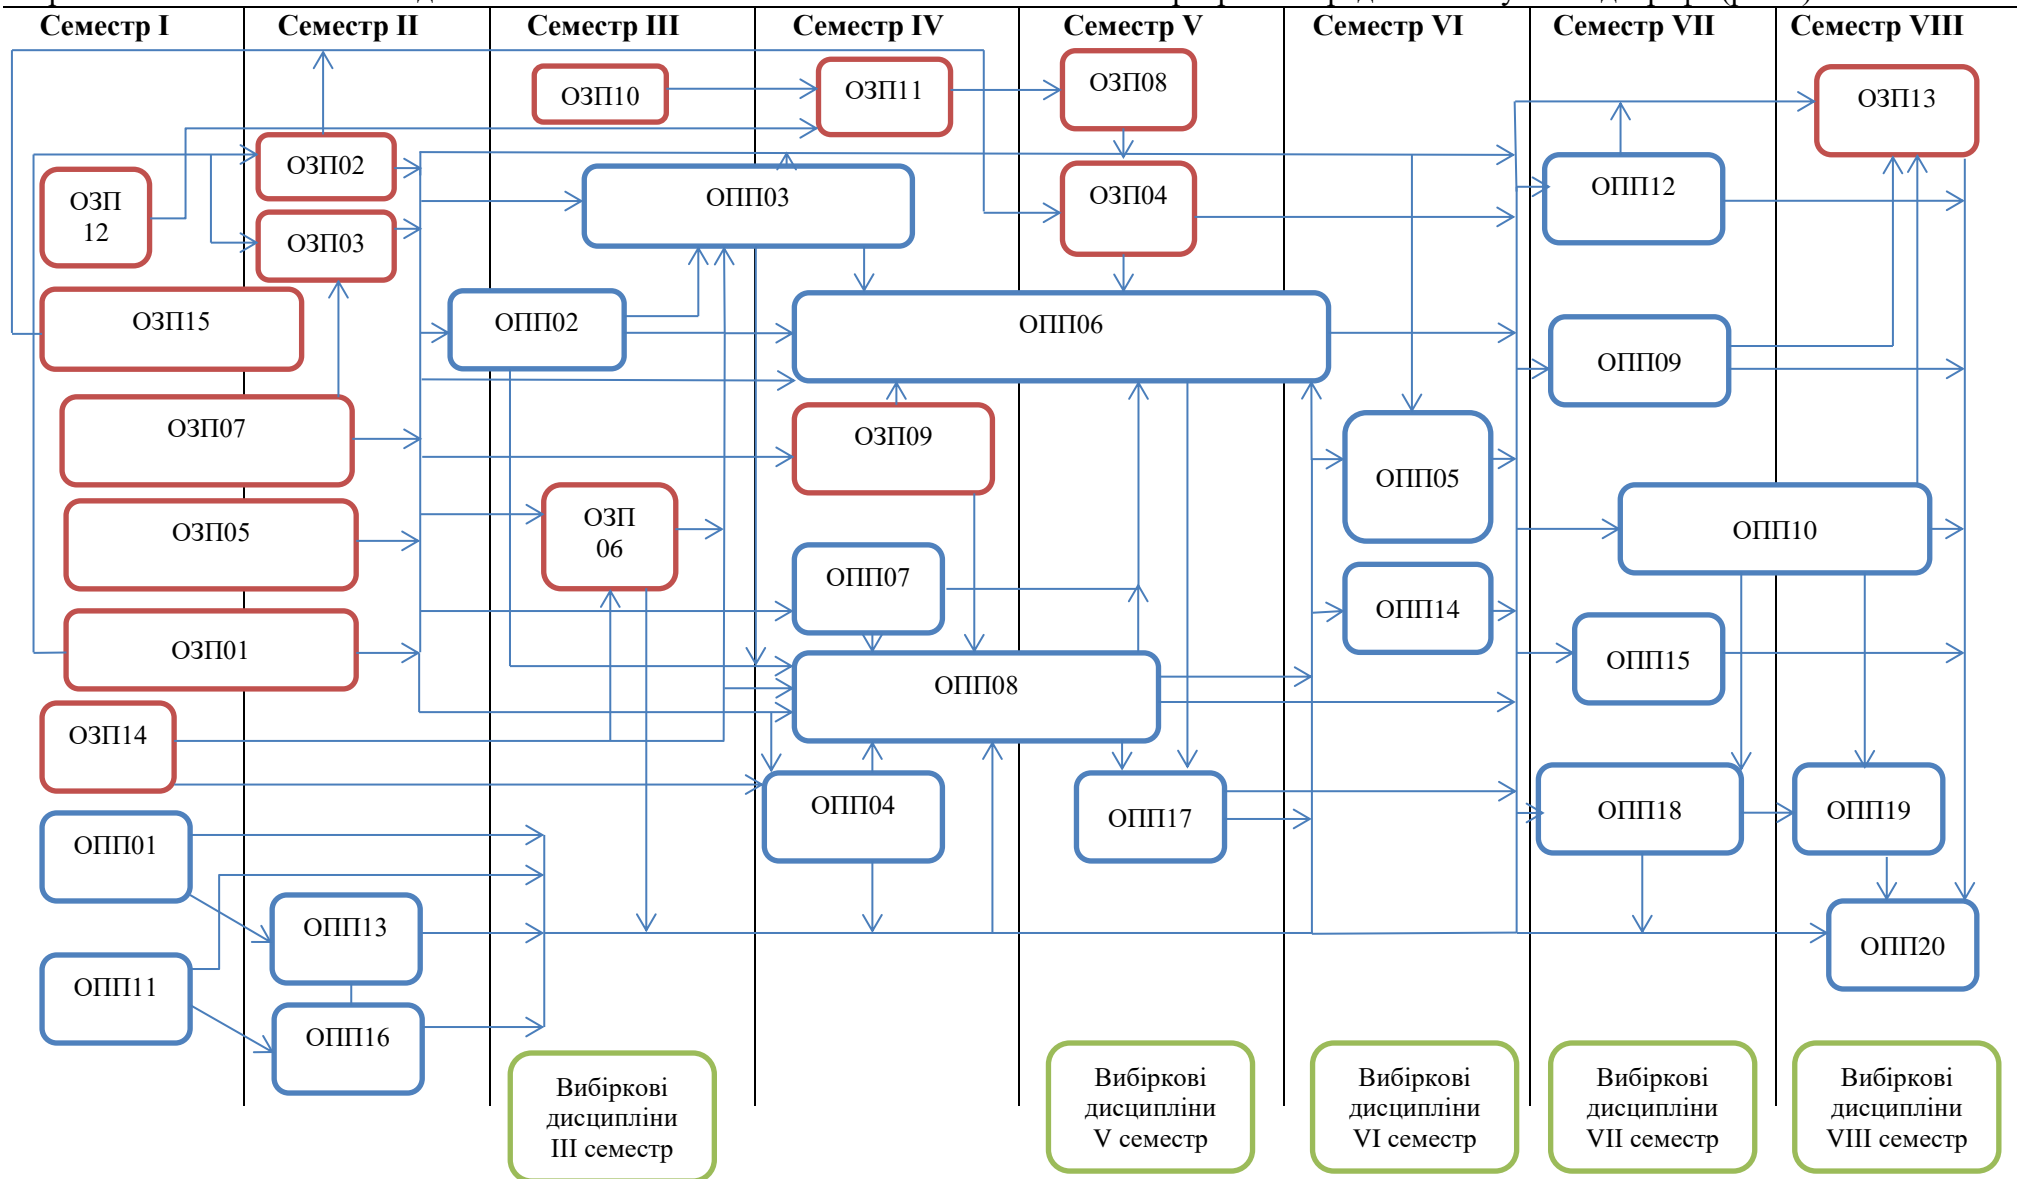 Семестр I
Семестр II
Семестр III
Семестр IV
Семестр V
Семестр VI
Семестр VII
Семестр VIII
ОЗП10
ОЗП11
ОЗП08
ОЗП13
ОЗП02
ОЗП
12
ОПП03
ОЗП04
ОПП12
ОЗП03
ОЗП15
ОПП02
ОПП06
ОПП09
ОЗП07
ОЗП09
ОПП05
ОЗП05
ОЗП
06
ОПП10
ОПП07
ОПП14
ОЗП01
ОПП08
ОПП15
ОЗП14
ОПП04
ОПП17
ОПП18
ОПП19
ОПП01
ОПП13
ОПП20
ОПП11
ОПП16
Вибіркові
дисципліни
III семестр
Вибіркові
дисципліни
V семестр
Вибіркові
дисципліни
VI семестр
Вибіркові
дисципліни
VII семестр
Вибіркові
дисципліни
VIII семестр